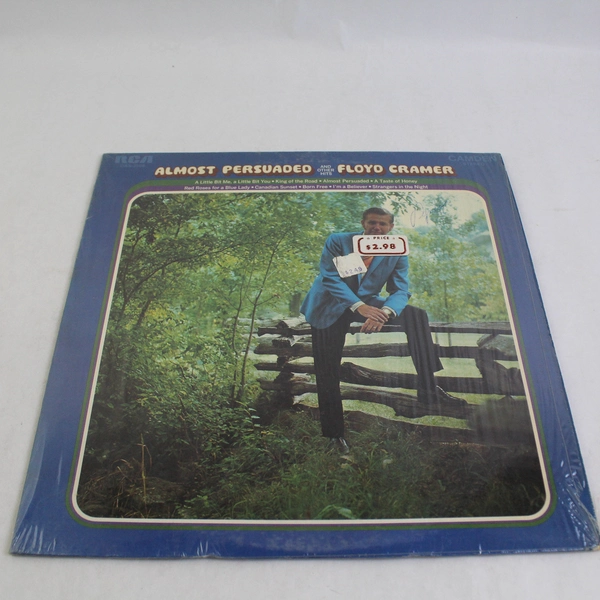 RCA CAMDEN
ALMOST PERSUADED AND OTHER HITS FLOYD CRAMER
A Little Bit Me, a Little Bit You • King of the Road • Almost Persuaded • A Taste of Honey
Red Roses for a Blue Lady • Canadian Sunset • Born Free • I'm a Believer • Strangers in the Night
PRICE
$2.98